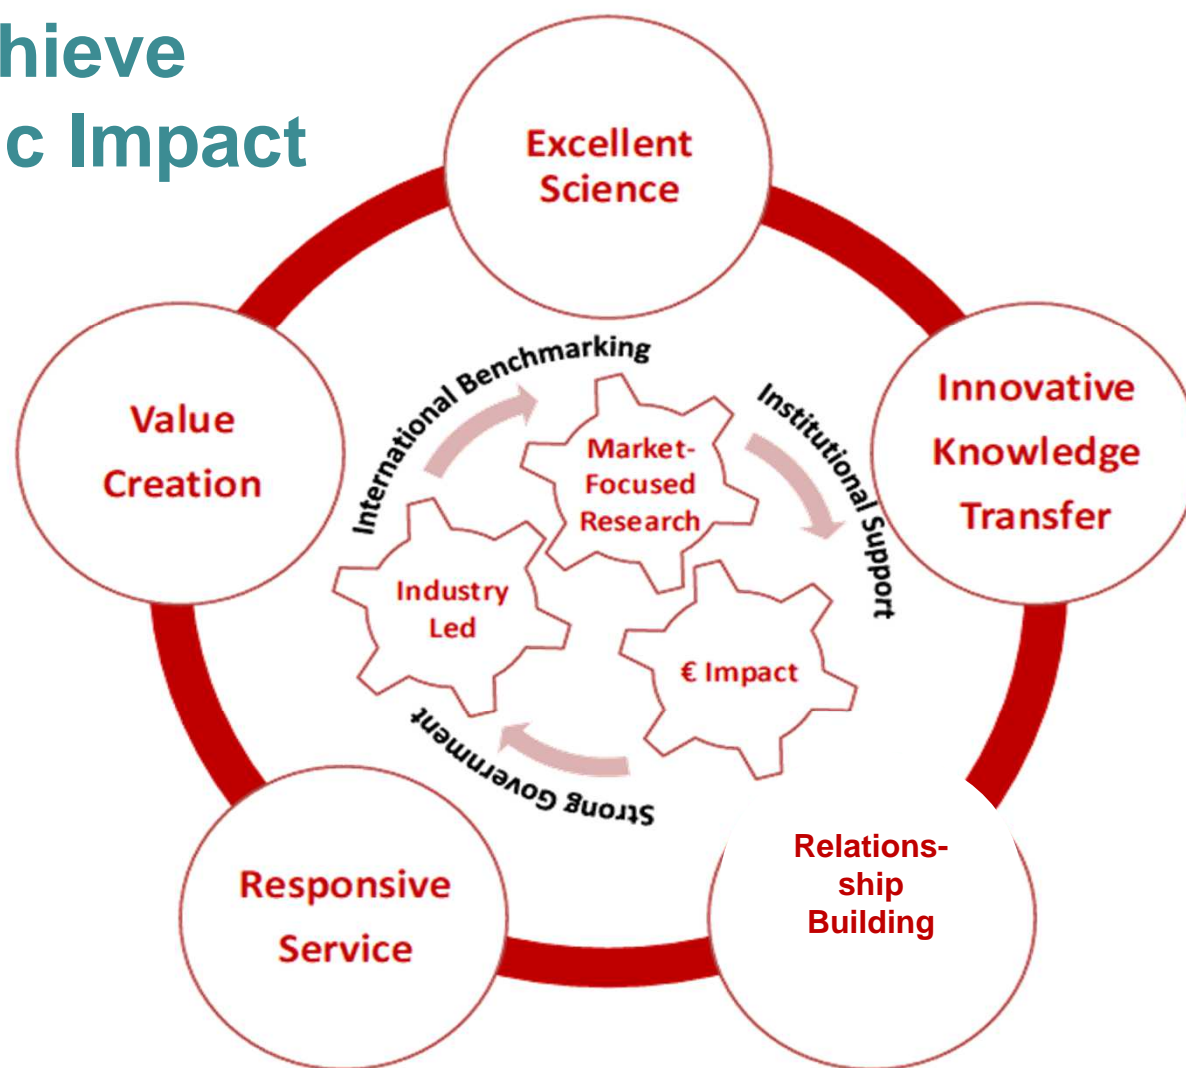 hieve
c Impact
Excellent
Science
Innovative
Knowledge
Transfer
Value
Creation
International Benchmarking
Institutional Support
Market-
Focused
Research
Industry
Led
€ Impact
Strong Government
Relations-
ship
Building
Responsive
Service